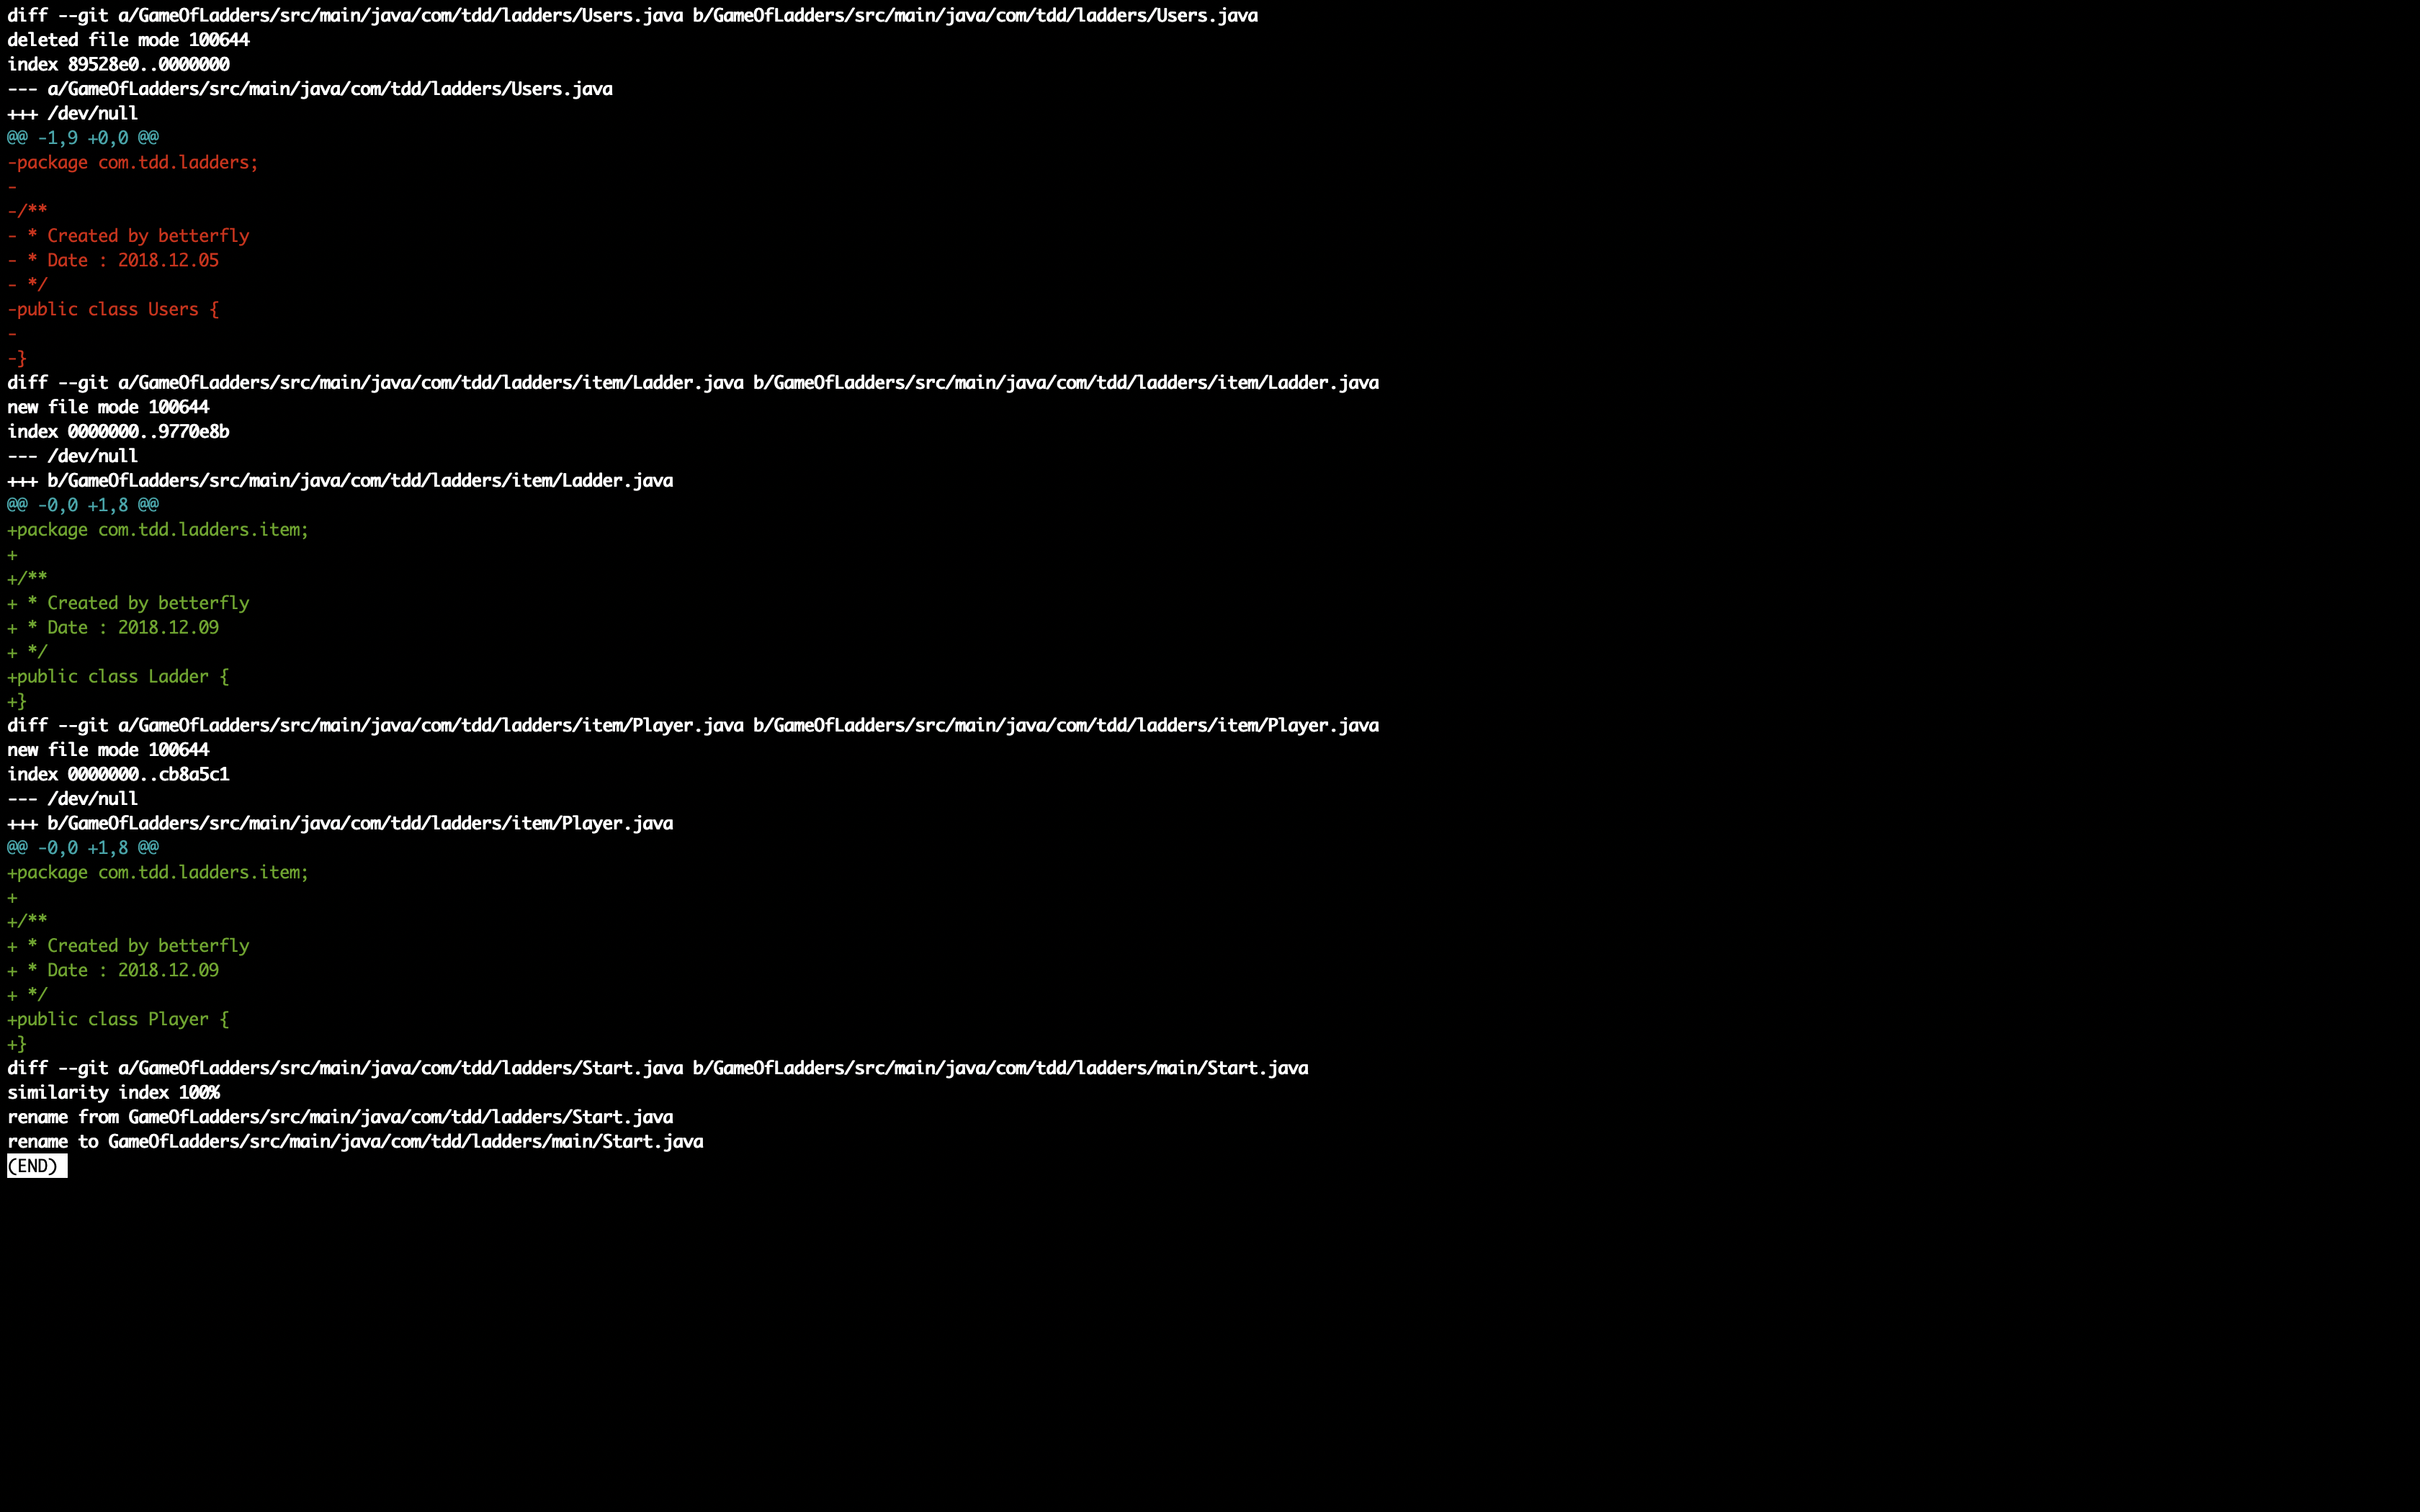 diff --git a/GameOfLadders/src/main/java/com/tdd/ladders/Users.java b/GameOfLadders/src/main/java/com/tdd/ladders/Users.java
deleted file mode 100644
index 89528e0..0000000
--- a/GameOfLadders/src/main/java/com/tdd/ladders/Users.java
+++ /dev/null
@@ -1,9 +0,0 @@
-package com.tdd.ladders;
-
-/**
- * Created by betterfly
- * Date : 2018.12.05
- */
-public class Users {
-
-}
diff --git a/GameOfLadders/src/main/java/com/tdd/ladders/item/Ladder.java b/GameOfLadders/src/main/java/com/tdd/ladders/item/Ladder.java
new file mode 100644
index 0000000..9770e8b
--- /dev/null
+++ b/GameOfLadders/src/main/java/com/tdd/ladders/item/Ladder.java
@@ -0,0 +1,8 @@
+package com.tdd.ladders.item;
+
+/**
+ * Created by betterfly
+ * Date : 2018.12.09
+ */
+public class Ladder {
+}
diff --git a/GameOfLadders/src/main/java/com/tdd/ladders/item/Player.java b/GameOfLadders/src/main/java/com/tdd/ladders/item/Player.java
new file mode 100644
index 0000000..cb8a5c1
--- /dev/null
+++ b/GameOfLadders/src/main/java/com/tdd/ladders/item/Player.java
@@ -0,0 +1,8 @@
+package com.tdd.ladders.item;
+
+/**
+ * Created by betterfly
+ * Date : 2018.12.09
+ */
+public class Player {
+}
diff --git a/GameOfLadders/src/main/java/com/tdd/ladders/Start.java b/GameOfLadders/src/main/java/com/tdd/ladders/main/Start.java
similarity index 100%
rename from GameOfLadders/src/main/java/com/tdd/ladders/Start.java
rename to GameOfLadders/src/main/java/com/tdd/ladders/main/Start.java
(END)